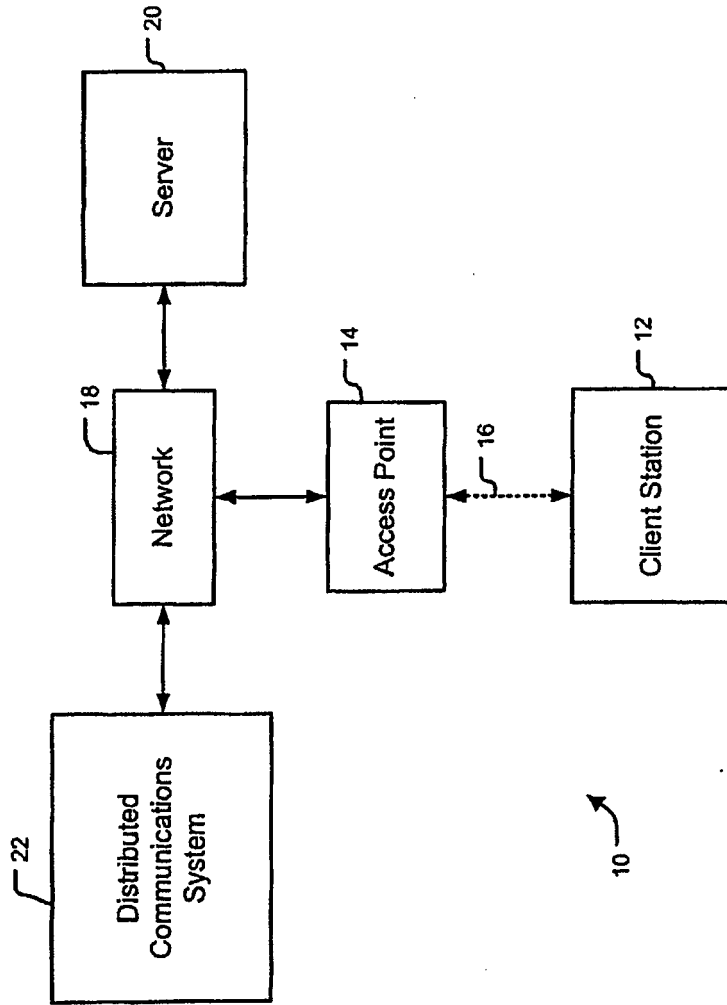 22
Distributed
Communications
System
18
Network
20
Server
14
Access Point
16
12
Client Station
10